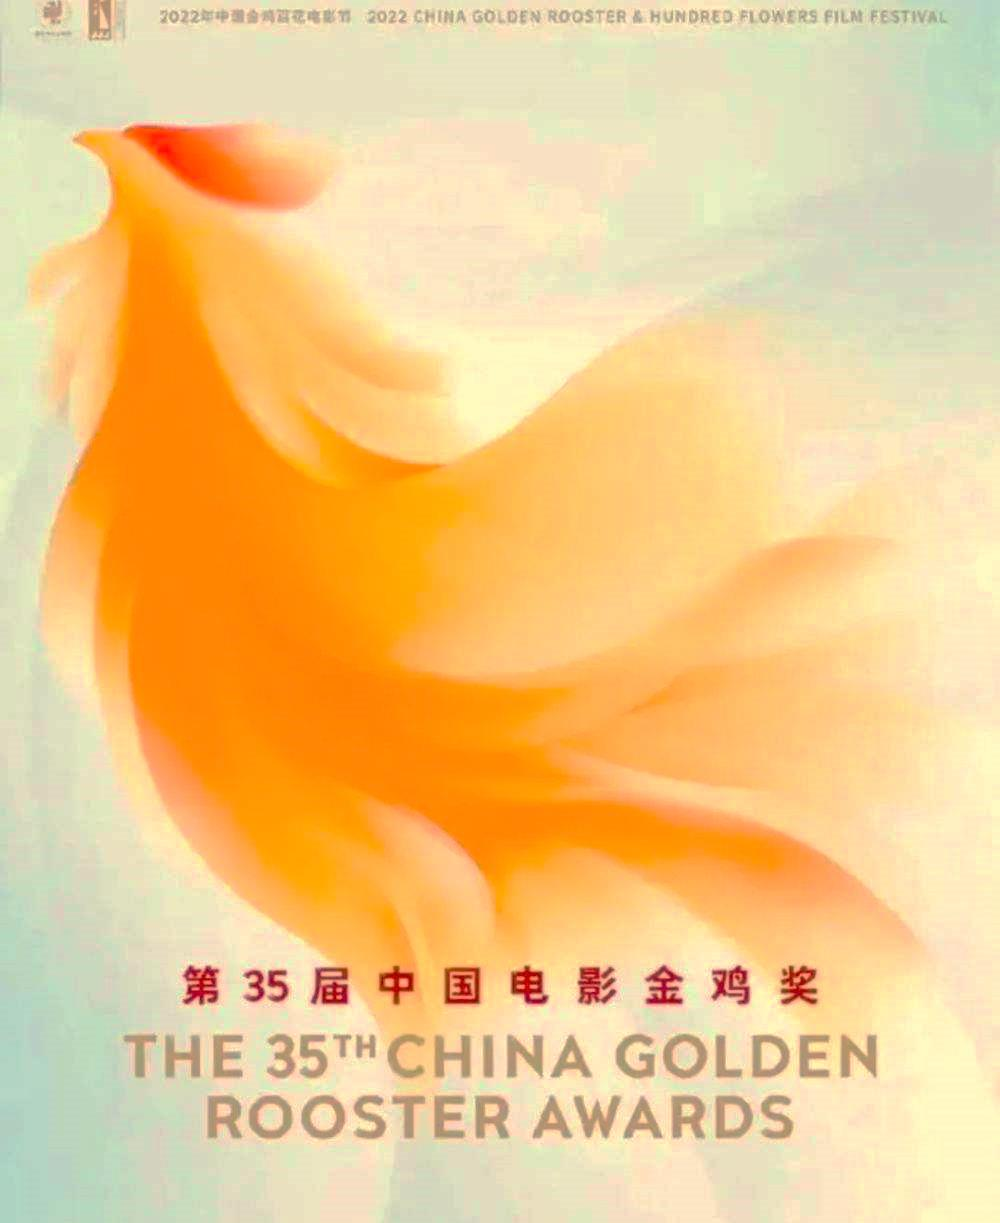 2022年中国金鸡百花电影节 2022 CHINA GOLDEN ROOSTER & HUNDRED FLOWERS FILM FESTIVAL
第35届中国电影金鸡奖
THE 35TH CHINA GOLDEN
ROOSTER AWARDS